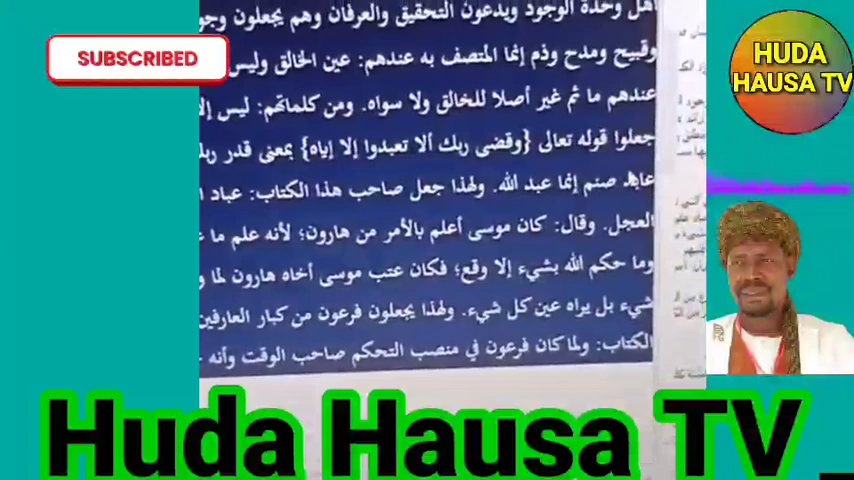 أهل وحدة الوجود ويدعون التحقيق والعرفان وهم يجعلون
وقبيح ومدح وذم إنما المتصف به عندهم: عين الخالق وليس
عندهم ما ثم غير أصلا للخالق ولا سواه. ومن كلماتهم: ليس
جعلوا قوله تعالى {وقضى ربك ألا تعبدوا إلا إياه} بمعنى قدر
عابد صنم إنما عبد الله. ولهذا جعل صاحب هذا الكتاب: عباد
العجل. وقال: كان موسى أعلم بالأمر من هارون؛ لأنه علم ما
وما حكم الله بشيء إلا وقع؛ فكان عتب موسى أخاه هارون لما
شيء بل يراه عين كل شيء. ولهذا يجعلون فرعون من كبار العارفين
الكتاب: ولما كان فرعون في منصب التحكم صاحب الوقت وأنه
SUBSCRIBED
HUDA
HAUSA TV
Huda Hausa TV